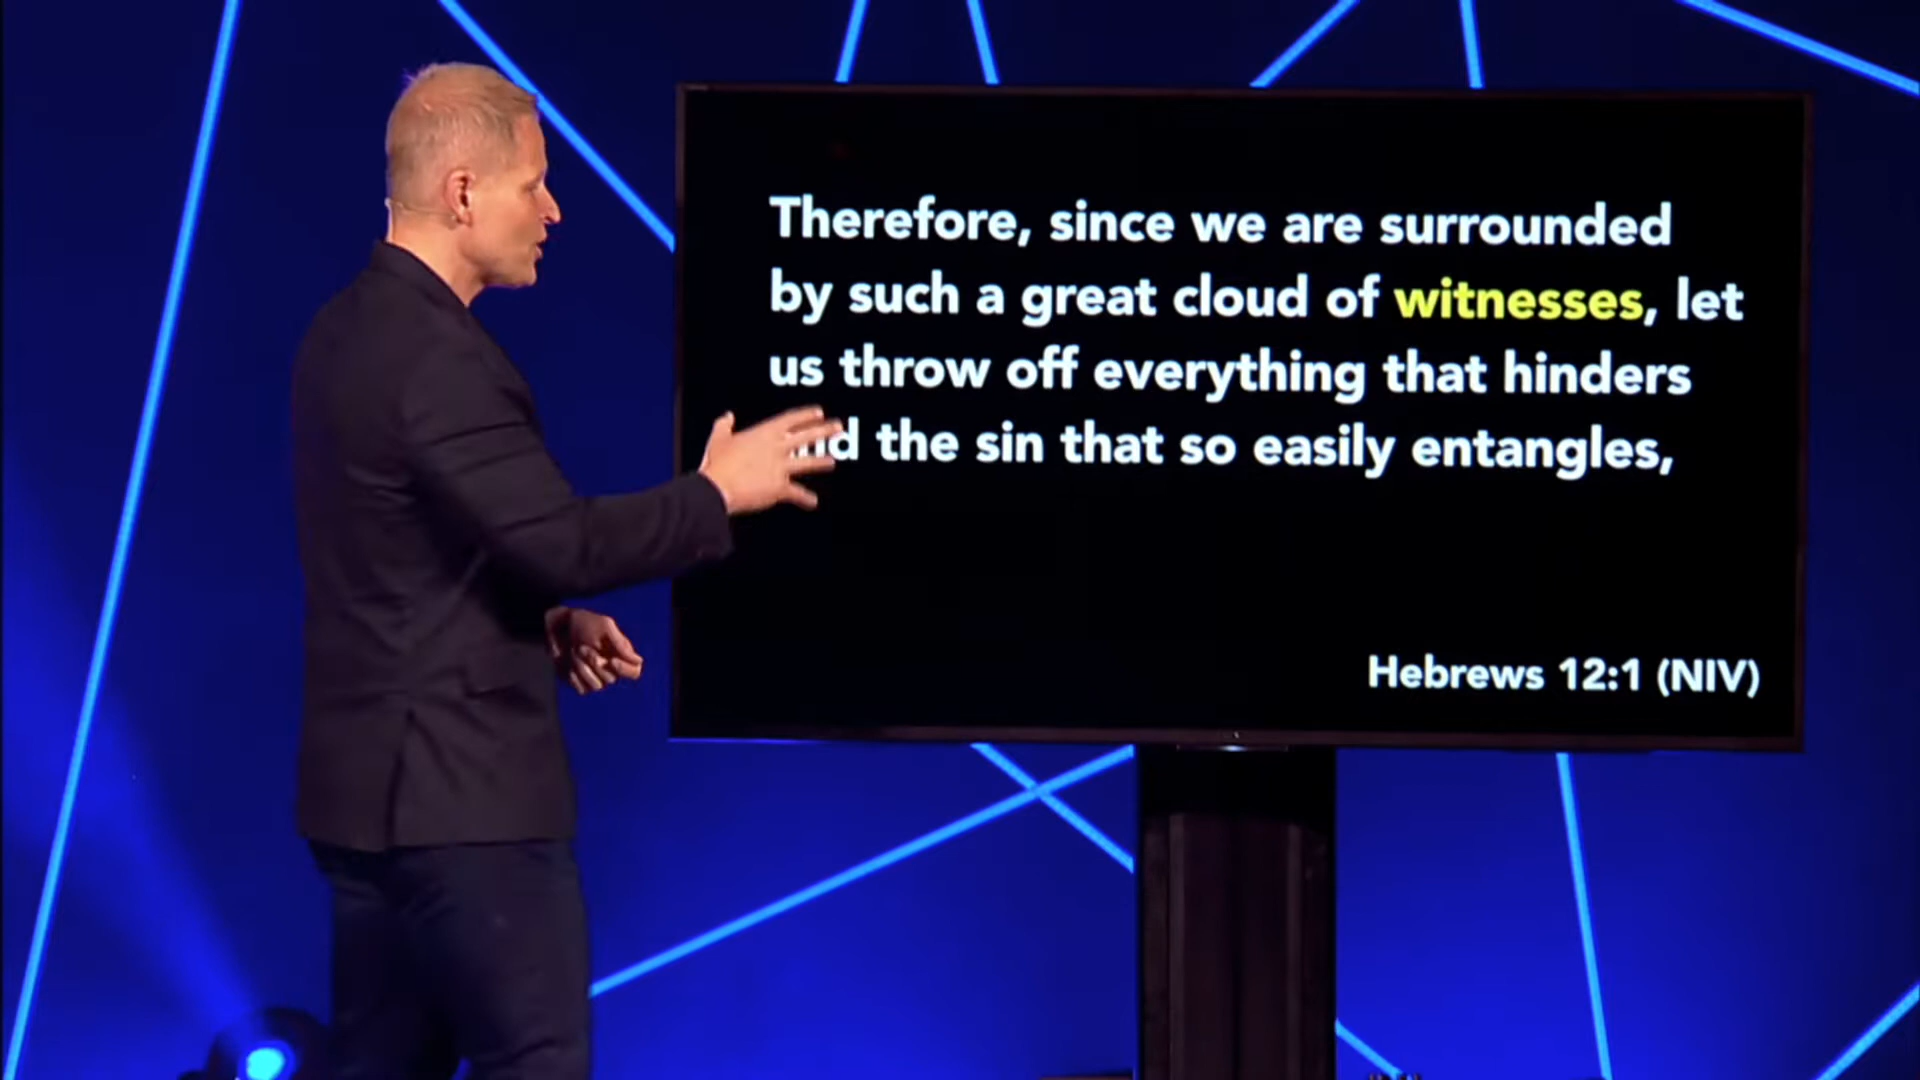 Therefore, since we are surrounded
by such a great cloud of witnesses, let
us throw off everything that hinders
the sin that so easily entangles,
Hebrews 12:1 (NIV)